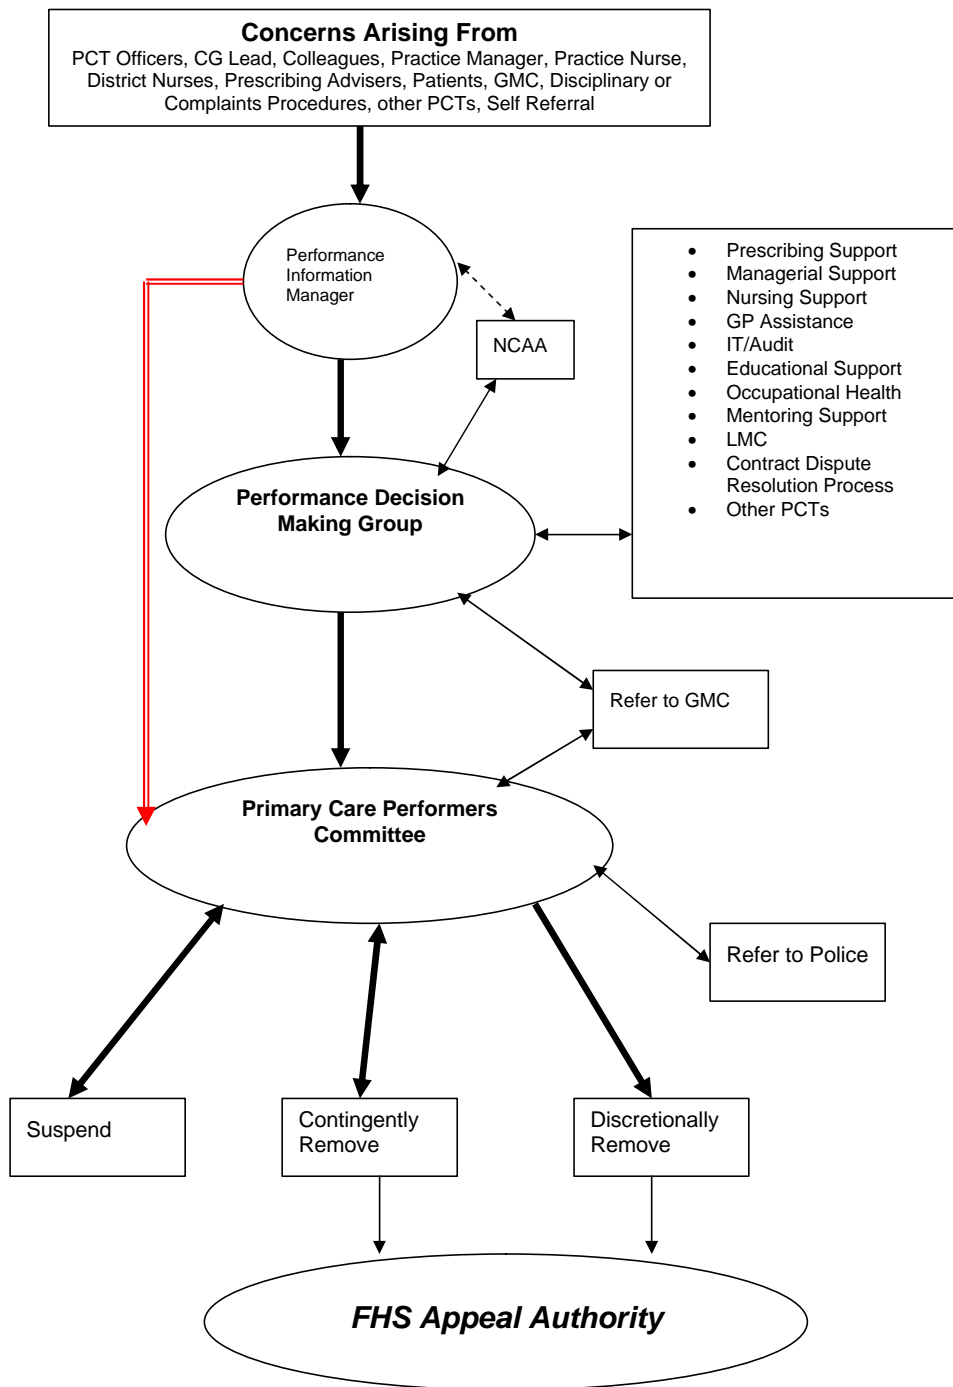 Concerns Arising From
PCT Officers, CG Lead, Colleagues, Practice Manager, Practice Nurse,
District Nurses, Prescribing Advisers, Patients, GMC, Disciplinary or
Complaints Procedures, other PCTs, Self Referral
Performance
Information
Manager
NCAA
• Prescribing Support
• Managerial Support
• Nursing Support
• GP Assistance
• IT/Audit
• Educational Support
• Occupational Health
• Mentoring Support
• LMC
• Contract Dispute
Resolution Process
• Other PCTs
Performance Decision
Making Group
Refer to GMC
Primary Care Performers
Committee
Refer to Police
Suspend
Contingently
Remove
Discretionally
Remove
FHS Appeal Authority